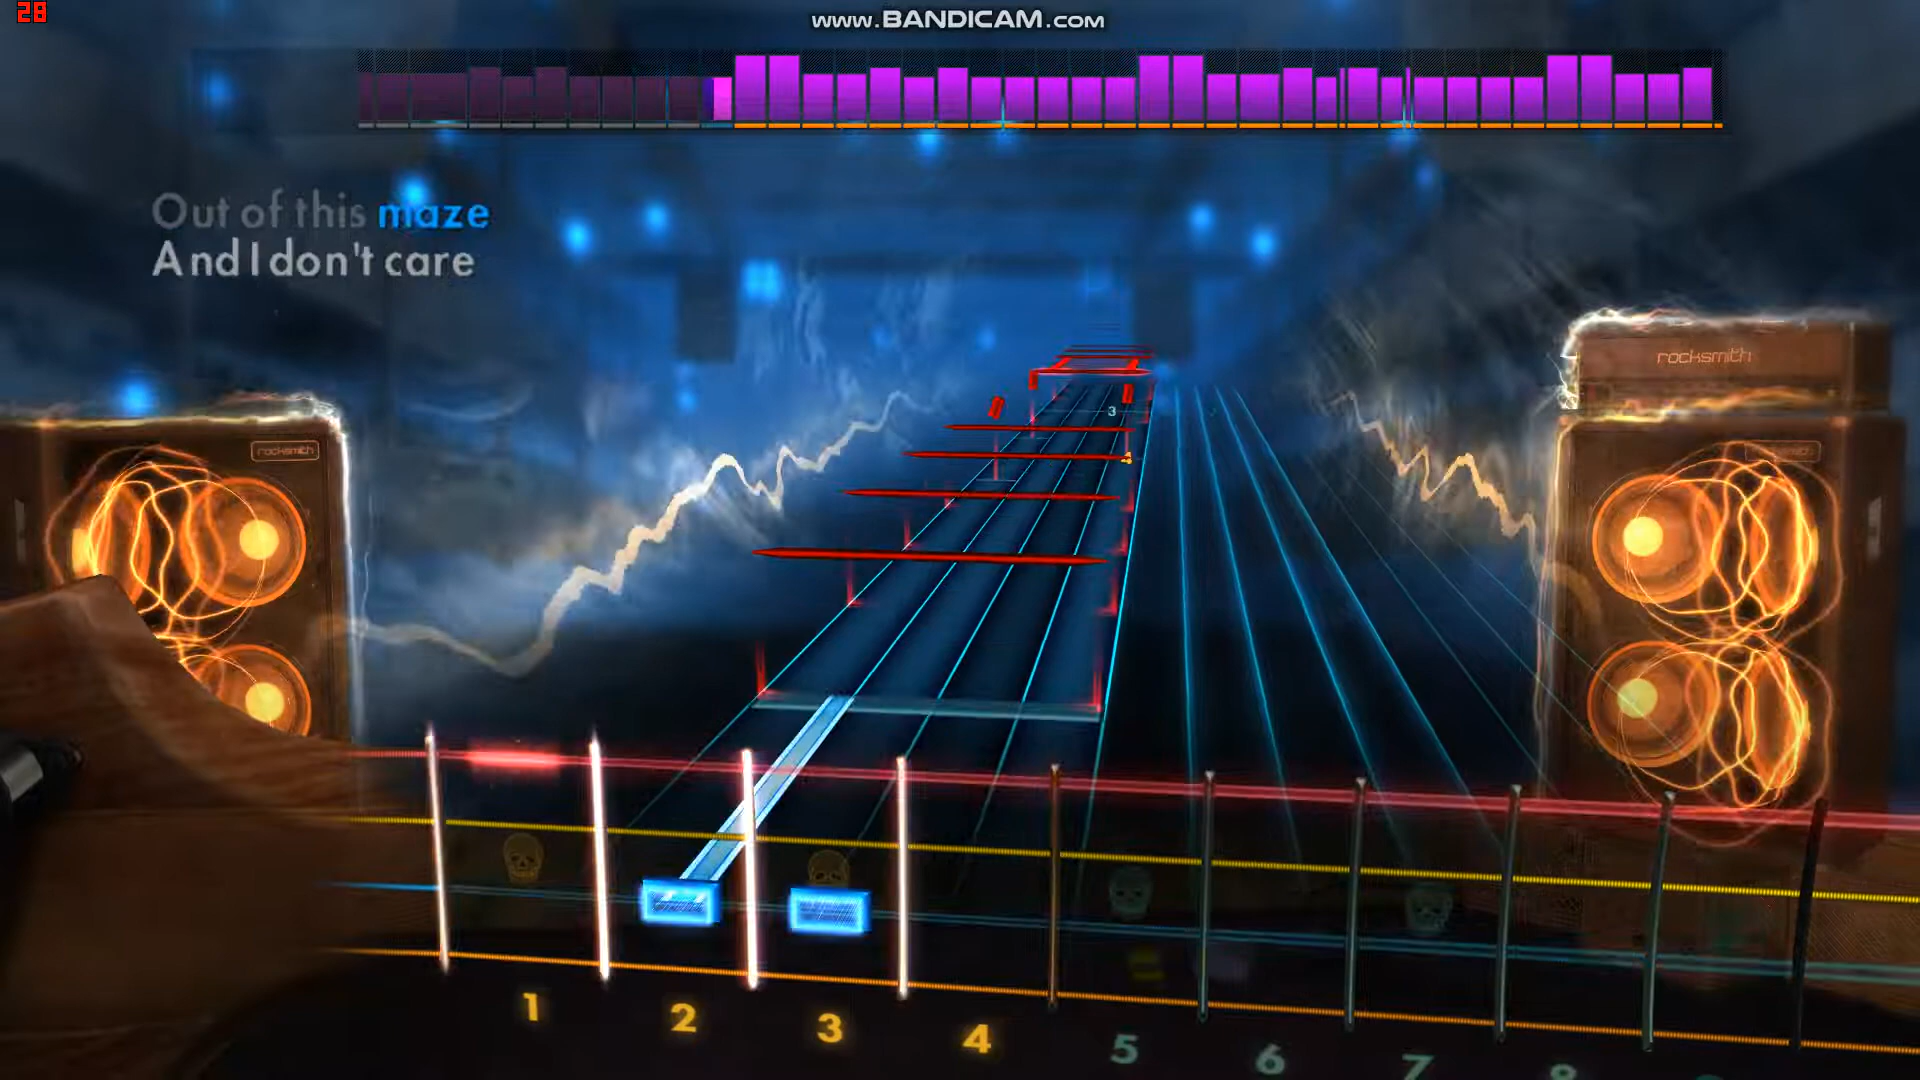 28
www.BANDICAM.com
Out of this maze
And I don't care
rocksmith
rocksmith
3
4
1 2 3 4 5 6 7 8